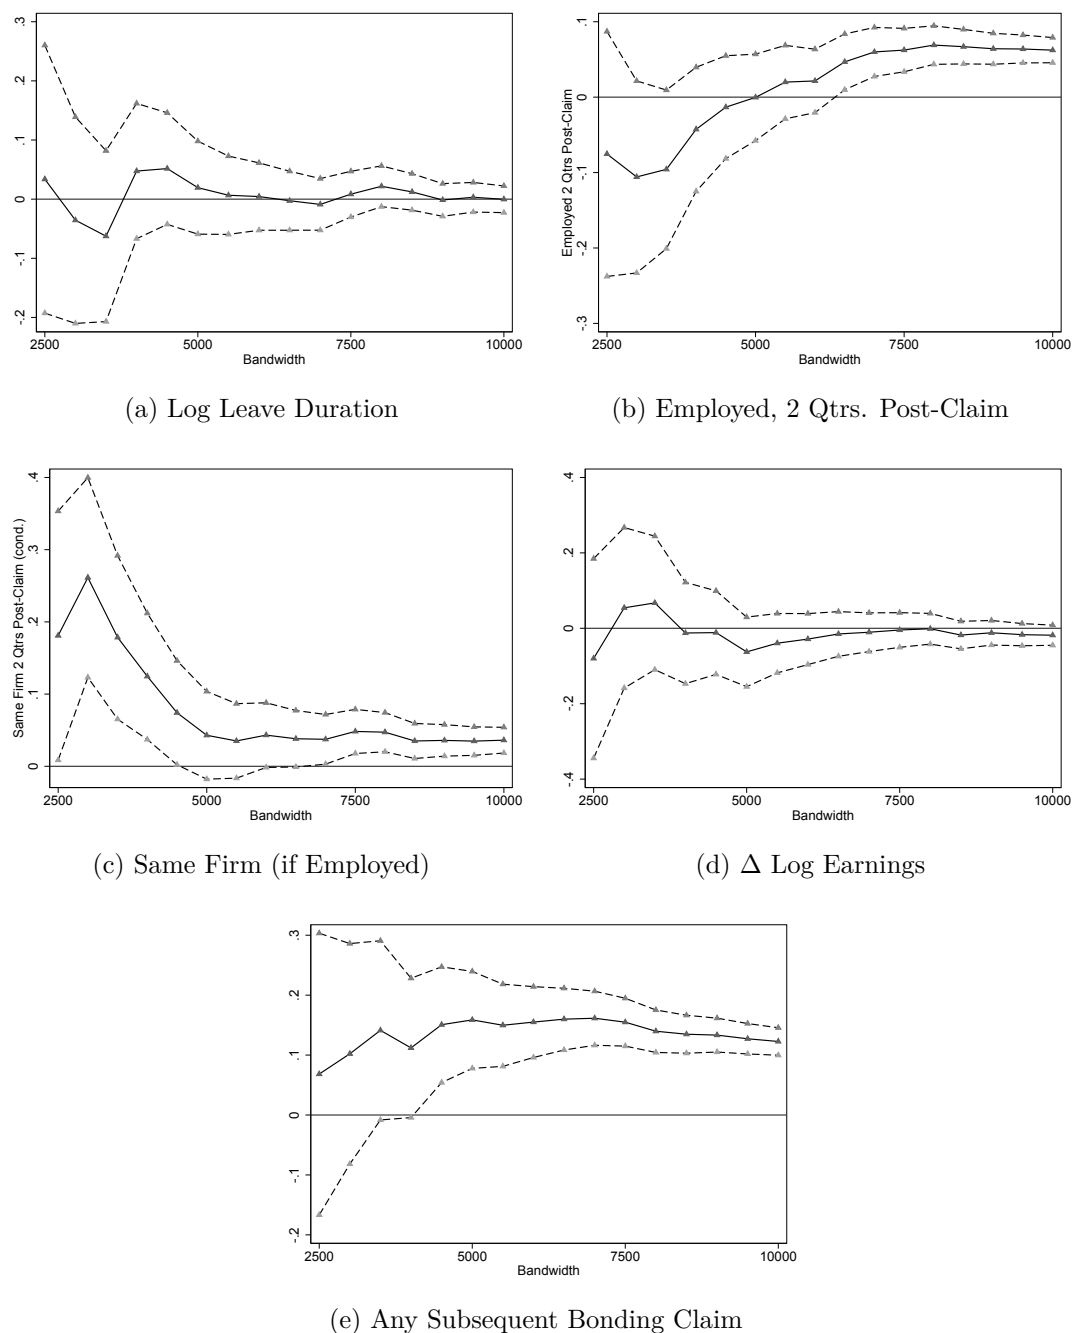 .3
.2
.1
0
-.1
-.2
2500 5000 7500 10000
Bandwidth
(a) Log Leave Duration
Employed 2 Qtrs Post-Claim
.1
0
-.1
-.2
-.3
2500 5000 7500 10000
Bandwidth
(b) Employed, 2 Qtrs. Post-Claim
Same Firm 2 Qtrs Post-Claim (cond.)
.4
.3
.2
.1
0
2500 5000 7500 10000
Bandwidth
(c) Same Firm (if Employed)
.4
.2
0
-.2
-.4
2500 5000 7500 10000
Bandwidth
(d) Δ Log Earnings
.3
.2
.1
0
-.1
-.2
2500 5000 7500 10000
Bandwidth
(e) Any Subsequent Bonding Claim